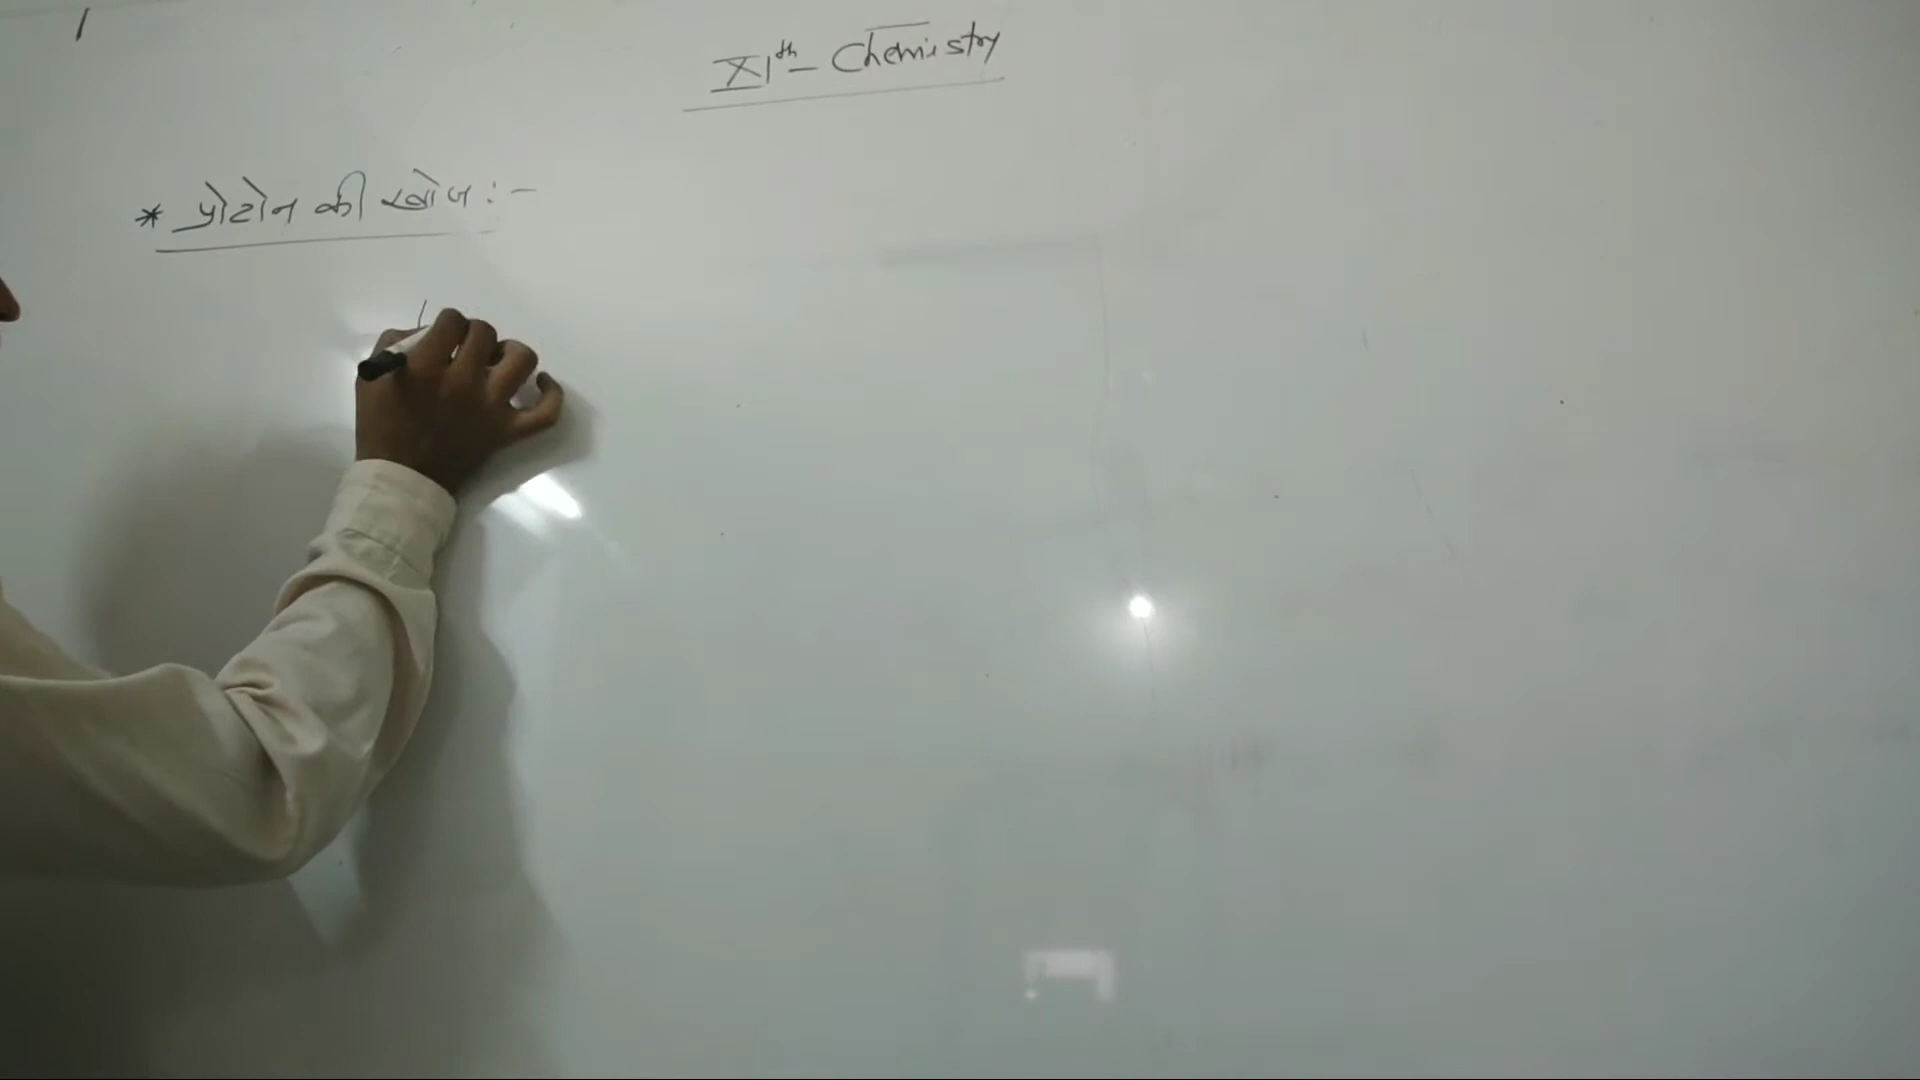 XIth - Chemistry
* प्रोटोन की खोज :-